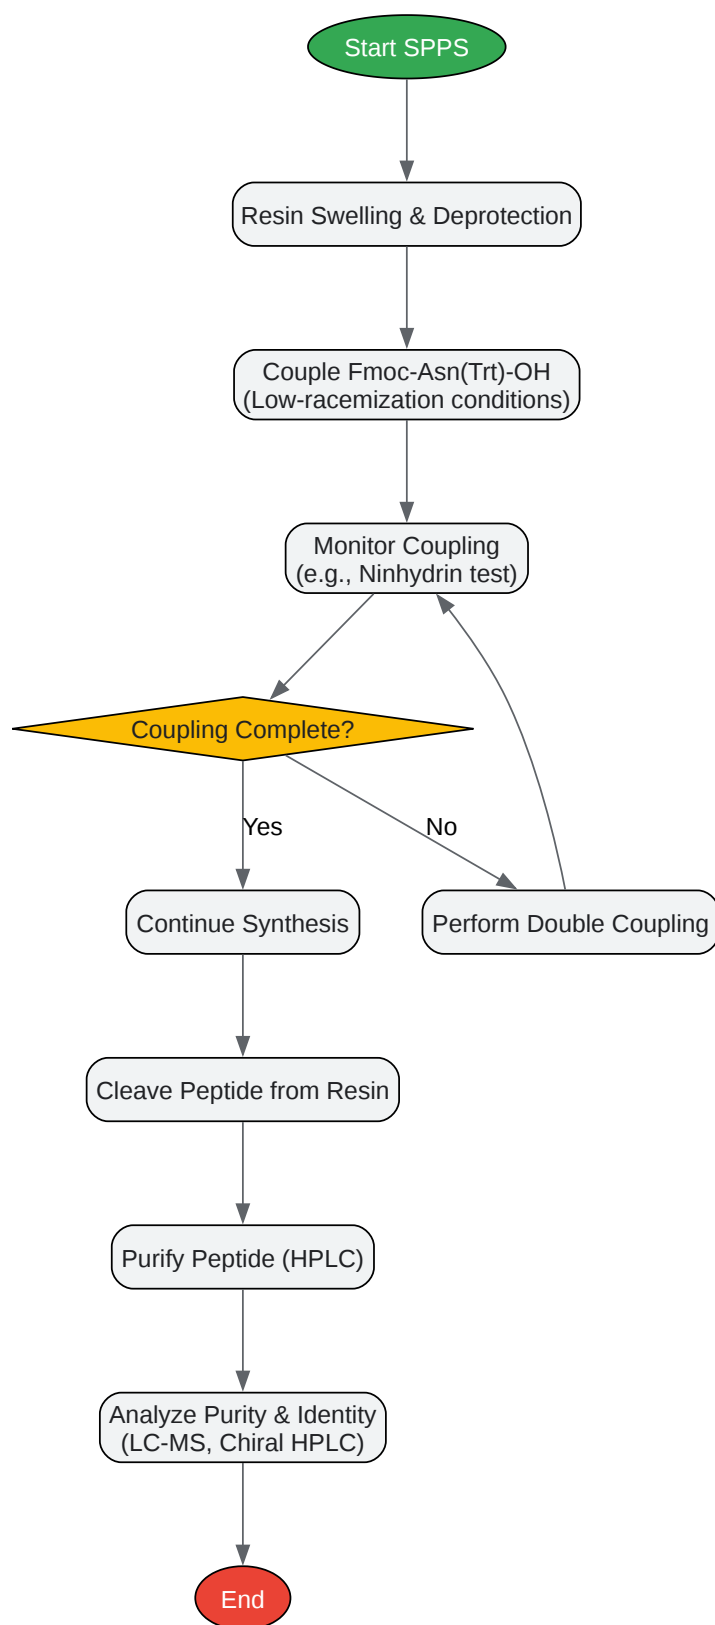 Start SPPS
Resin Swelling & Deprotection
Couple Fmoc-Asn(Trt)-OH
(Low-racemization conditions)
Monitor Coupling
(e.g., Ninhydrin test)
Coupling Complete?
Yes
No
Continue Synthesis
Perform Double Coupling
Cleave Peptide from Resin
Purify Peptide (HPLC)
Analyze Purity & Identity
(LC-MS, Chiral HPLC)
End